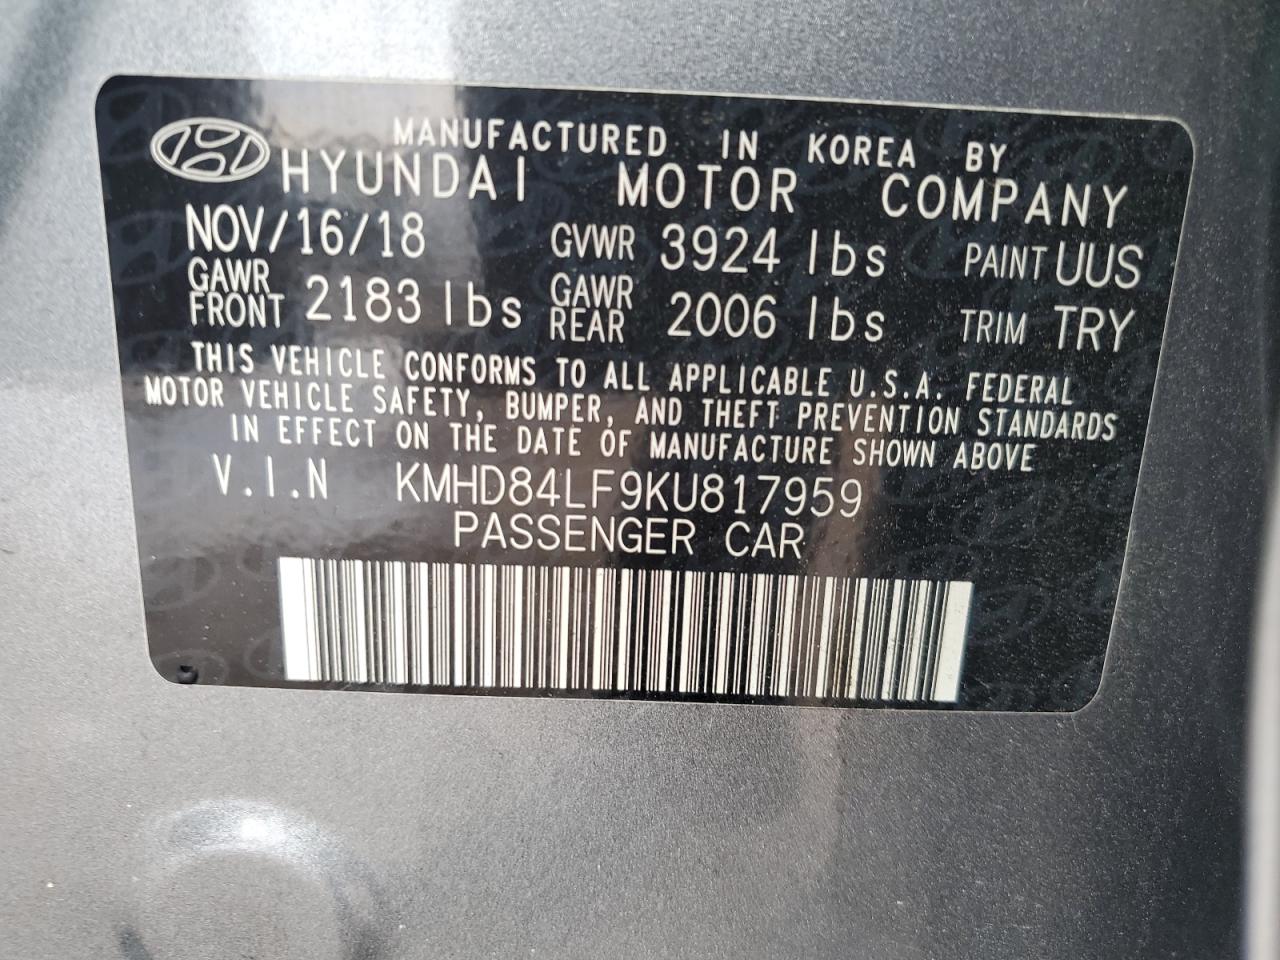 MANUFACTURED IN KOREA BY
HYUNDAI MOTOR COMPANY
NOV/16/18 GVWR 3924 lbs PAINT UUS
GAWR FRONT 2183 lbs GAWR REAR 2006 lbs TRIM TRY
THIS VEHICLE CONFORMS TO ALL APPLICABLE U.S.A. FEDERAL
MOTOR VEHICLE SAFETY, BUMPER, AND THEFT PREVENTION STANDARDS
IN EFFECT ON THE DATE OF MANUFACTURE SHOWN ABOVE
V.I.N KMHD84LF9KU817959
PASSENGER CAR